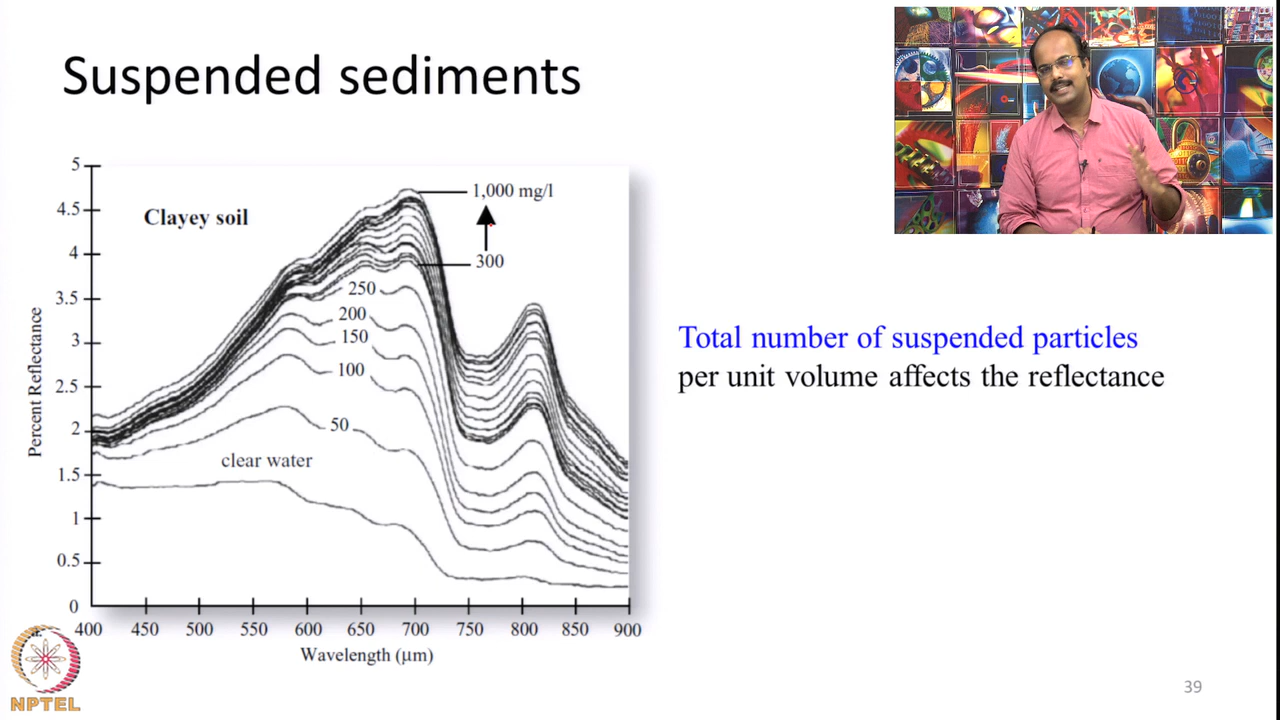 Suspended sediments
5
4.5
4
3.5
3
2.5
2
1.5
1
0.5
0
Percent Reflectance
Clayey soil
1,000 mg/l
300
250
200
150
100
50
clear water
400 450 500 550 600 650 700 750 800 850 900
Wavelength (μm)
Total number of suspended particles
per unit volume affects the reflectance
NPTEL
39